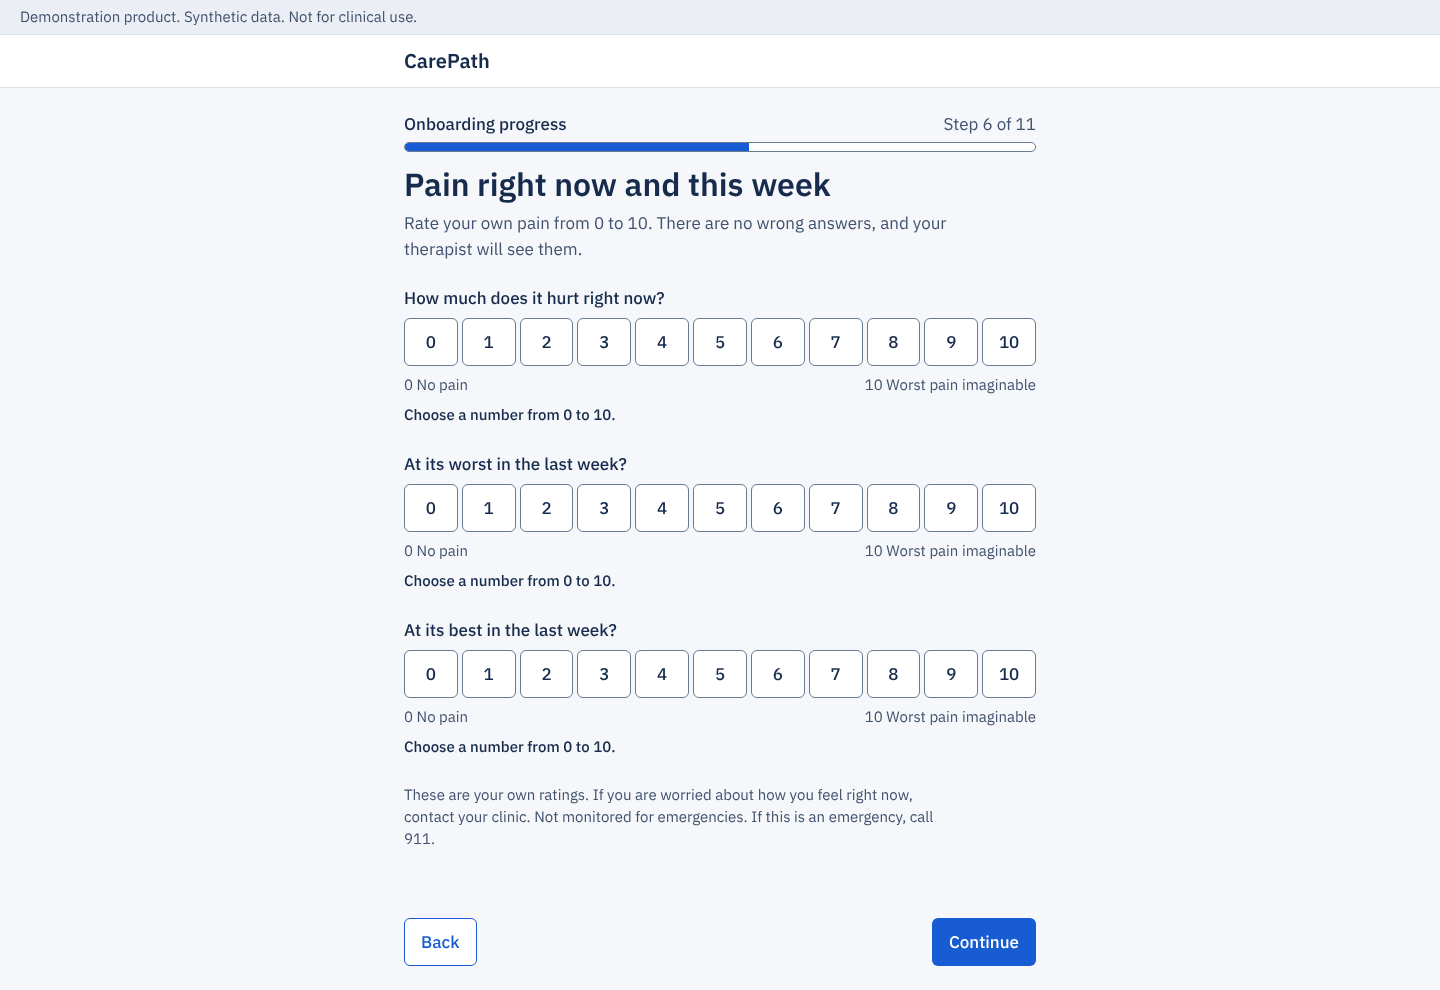 Demonstration product. Synthetic data. Not for clinical use.
CarePath
Onboarding progress
Step 6 of 11
Pain right now and this week
Rate your own pain from 0 to 10. There are no wrong answers, and your
therapist will see them.
How much does it hurt right now?
0 1 2 3 4 5 6 7 8 9 10
0 No pain
10 Worst pain imaginable
Choose a number from 0 to 10.
At its worst in the last week?
0 1 2 3 4 5 6 7 8 9 10
0 No pain
10 Worst pain imaginable
Choose a number from 0 to 10.
At its best in the last week?
0 1 2 3 4 5 6 7 8 9 10
0 No pain
10 Worst pain imaginable
Choose a number from 0 to 10.
These are your own ratings. If you are worried about how you feel right now,
contact your clinic. Not monitored for emergencies. If this is an emergency, call
911.
Back
Continue